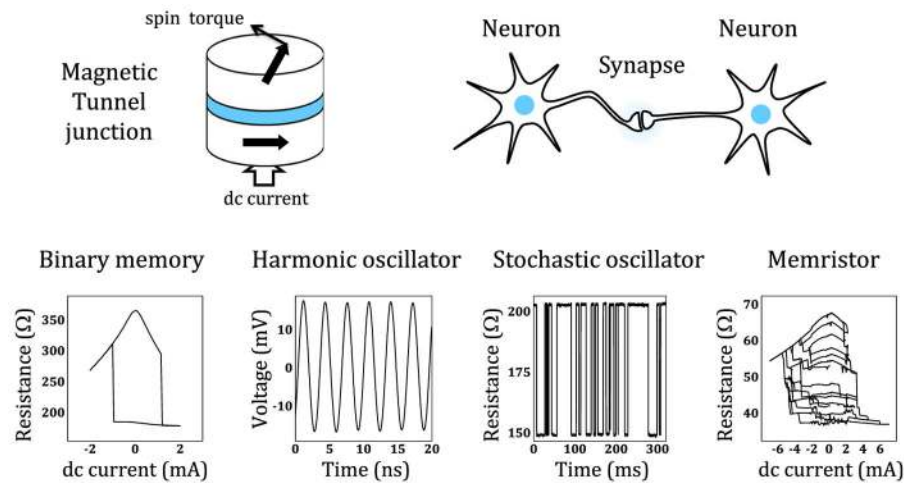 spin torque
Magnetic
Tunnel
junction
dc current
Neuron
Synapse
Neuron
Binary memory
Resistance (Ω)
350
300
250
180
-2 0 2
dc current (mA)
Harmonic oscillator
Voltage (mV)
10
0
-10
0 5 10 15 20
Time (ns)
Stochastic oscillator
Resistance (Ω)
200
175
150
0 100 200 300
Time (ms)
Memristor
Resistance (Ω)
70
60
50
40
-6 -4 -2 0 2 4 6
dc current (mA)